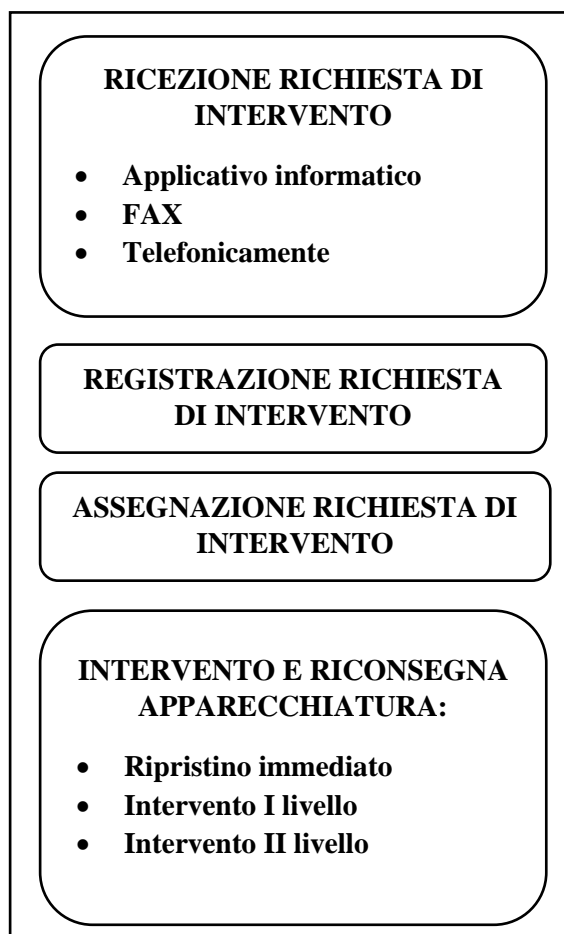 RICEZIONE RICHIESTA DI
INTERVENTO
• Applicativo informatico
• FAX
• Telefonicamente
REGISTRAZIONE RICHIESTA
DI INTERVENTO
ASSEGNAZIONE RICHIESTA DI
INTERVENTO
INTERVENTO E RICONSEGNA
APPARECCHIATURA:
• Ripristino immediato
• Intervento I livello
• Intervento II livello